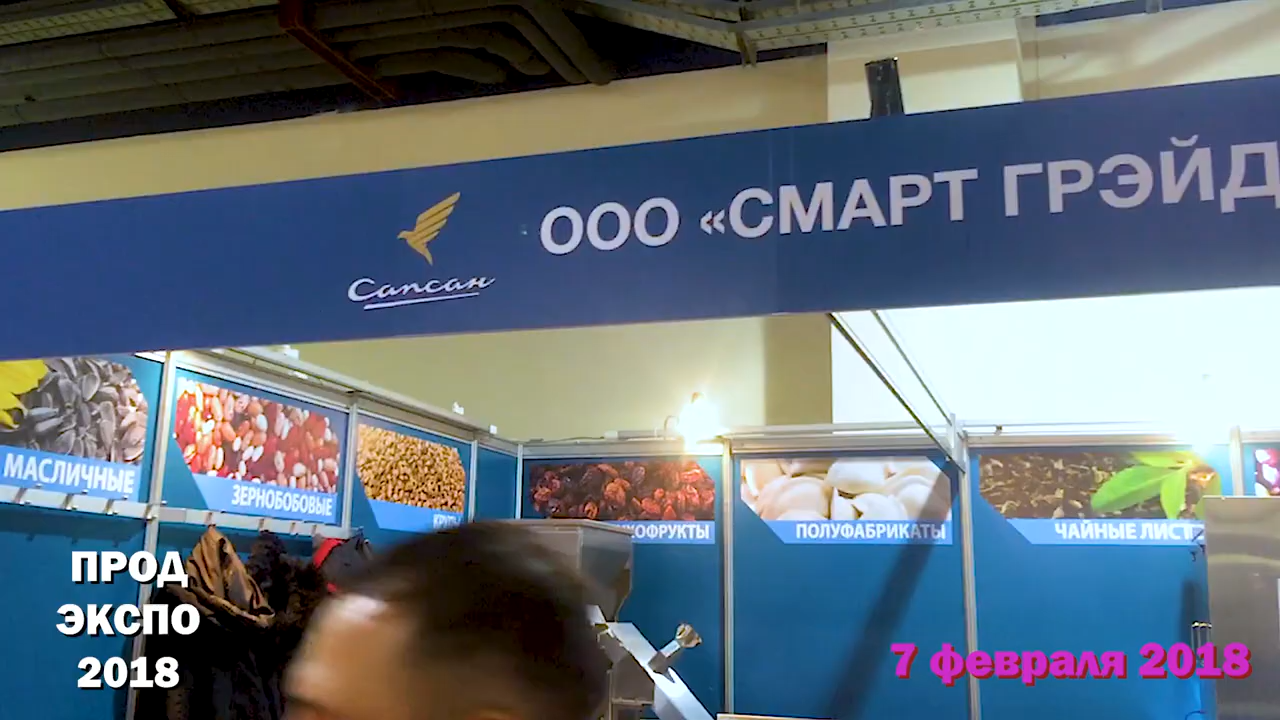 ООО «СМАРТ ГРЭЙД
Сапсан
МАСЛИЧНЫЕ
ЗЕРНОБОБОВЫЕ
ПОЛУФАБРИКАТЫ
ПРОД
ЭКСПО
2018
7 февраля 2018